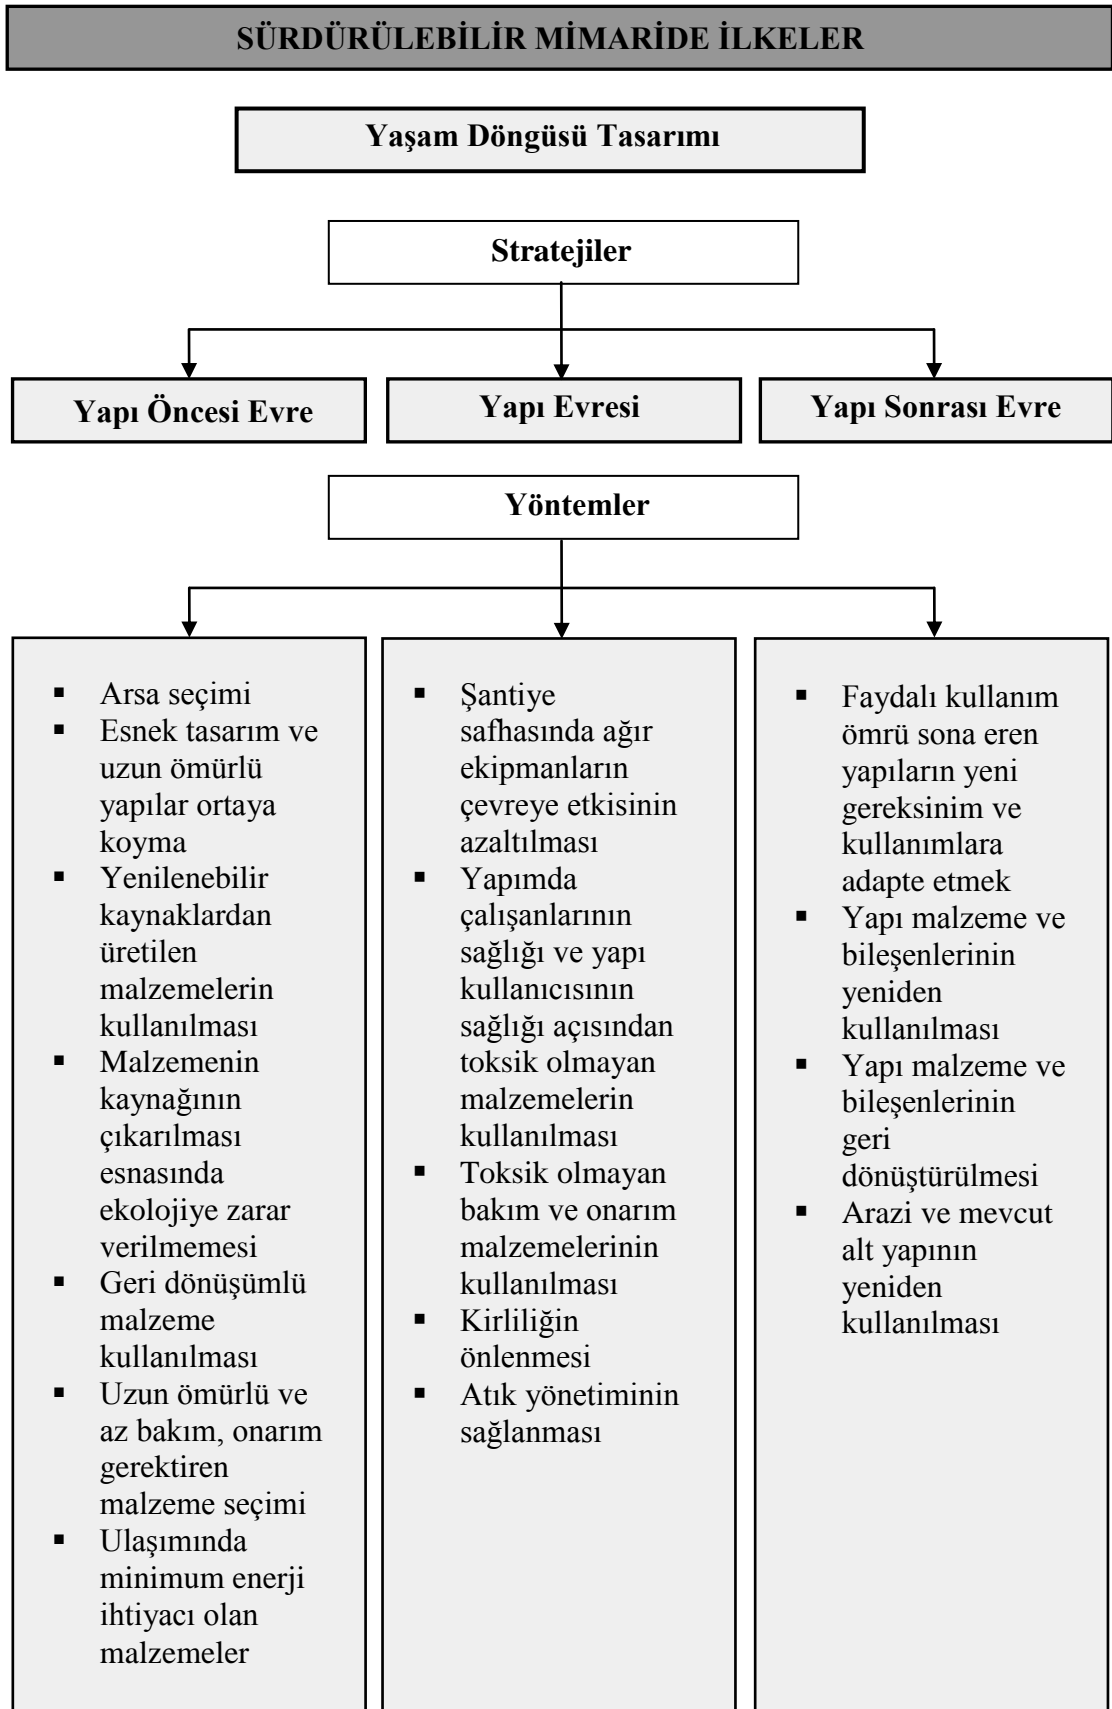 SÜRDÜRÜLEBİLİR MİMARİDE İLKELER
Yaşam Döngüsü Tasarımı
Stratejiler
Yapı Öncesi Evre
Yapı Evresi
Yapı Sonrası Evre
Yöntemler
▪ Arsa seçimi
▪ Esnek tasarım ve
uzun ömürlü
yapılar ortaya
koyma
▪ Yenilenebilir
kaynaklardan
üretilen
malzemelerin
kullanılması
▪ Malzemenin
kaynağının
çıkarılması
esnasında
ekolojiye zarar
verilmemesi
▪ Geri dönüşümlü
malzeme
kullanılması
▪ Uzun ömürlü ve
az bakım, onarım
gerektiren
malzeme seçimi
▪ Ulaşımında
minimum enerji
ihtiyacı olan
malzemeler
▪ Şantiye
safhasında ağır
ekipmanların
çevreye etkisinin
azaltılması
▪ Yapımda
çalışanlarının
sağlığı ve yapı
kullanıcısının
sağlığı açısından
toksik olmayan
malzemelerin
kullanılması
▪ Toksik olmayan
bakım ve onarım
malzemelerinin
kullanılması
▪ Kirliliğin
önlenmesi
▪ Atık yönetiminin
sağlanması
▪ Faydalı kullanım
ömrü sona eren
yapıların yeni
gereksinim ve
kullanımlara
adapte etmek
▪ Yapı malzeme ve
bileşenlerinin
yeniden
kullanılması
▪ Yapı malzeme ve
bileşenlerinin
geri
dönüştürülmesi
▪ Arazi ve mevcut
alt yapının
yeniden
kullanılması